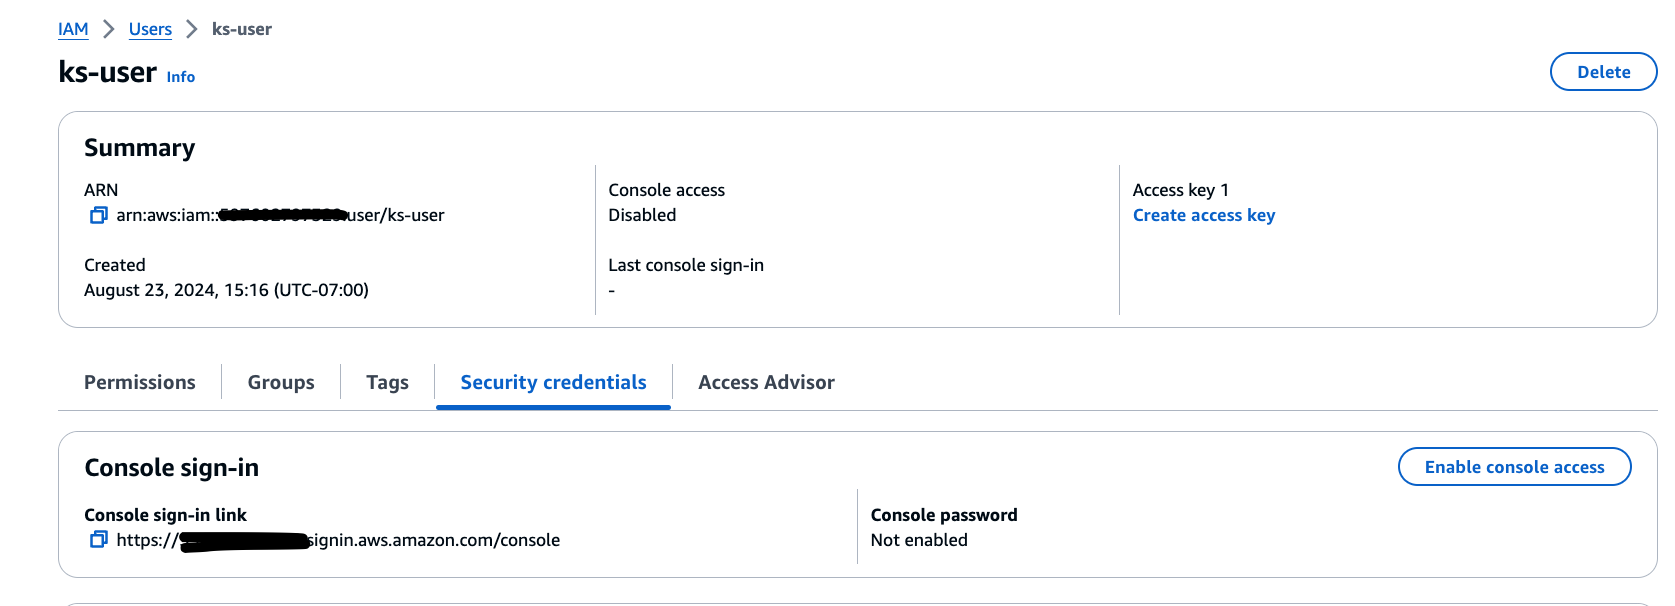 IAM > Users > ks-user
ks-user Info
Delete
Summary
ARN
arn:aws:iam::
user/ks-user
Created
August 23, 2024, 15:16 (UTC-07:00)
Console access
Disabled
Last console sign-in
-
Access key 1
Create access key
Permissions
Groups
Tags
Security credentials
Access Advisor
Console sign-in
Enable console access
Console sign-in link
https://
signin.aws.amazon.com/console
Console password
Not enabled